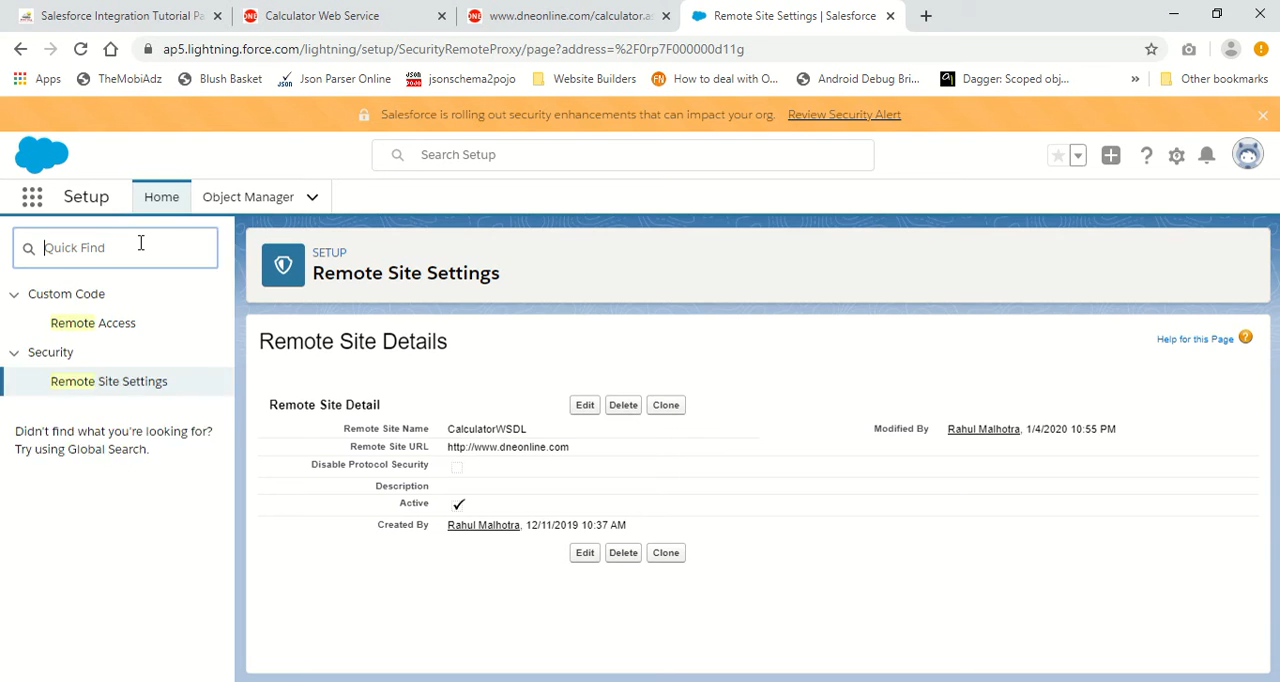 Salesforce Integration Tutorial Pa
Calculator Web Service
www.dneonline.com/calculator.as
Remote Site Settings | Salesforce
ap5.lightning.force.com/lightning/setup/SecurityRemoteProxy/page?address=%2F0rp7F000000d11g
Apps
TheMobiAdz
Blush Basket
Json Parser Online
jsonschema2pojo
Website Builders
How to deal with O...
Android Debug Bri...
Dagger: Scoped obj...
»
Other bookmarks
Salesforce is rolling out security enhancements that can impact your org. Review Security Alert
Search Setup
Setup
Home
Object Manager
Quick Find
Custom Code
Remote Access
Security
Remote Site Settings
Didn't find what you're looking for?
Try using Global Search.
SETUP
Remote Site Settings
Remote Site Details
Help for this Page
Remote Site Detail
Edit Delete Clone
Remote Site Name CalculatorWSDL
Modified By Rahul Malhotra, 1/4/2020 10:55 PM
Remote Site URL http://www.dneonline.com
Disable Protocol Security
Description
Active
Created By Rahul Malhotra, 12/11/2019 10:37 AM
Edit Delete Clone